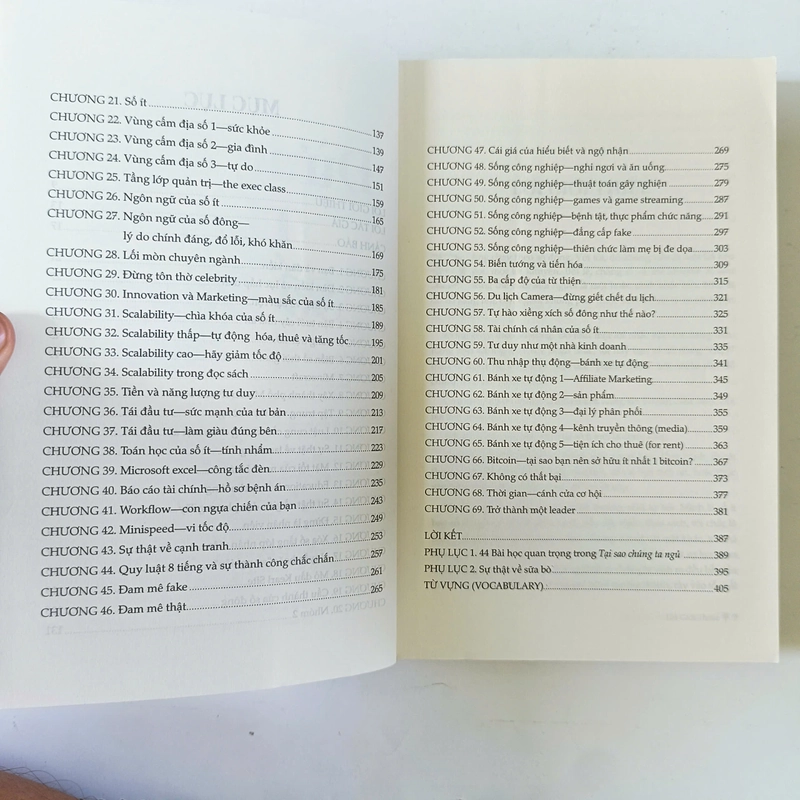 CHƯƠNG 21. Số ít 137
CHƯƠNG 22. Vùng cấm địa số 1—sức khỏe 139
CHƯƠNG 23. Vùng cấm địa số 2—gia đình 147
CHƯƠNG 24. Vùng cấm địa số 3—tự do 151
CHƯƠNG 25. Tầng lớp quản trị—the exec class 159
CHƯƠNG 26. Ngôn ngữ của số ít 165
CHƯƠNG 27. Ngôn ngữ của số đông—
lý do chính đáng, đổ lỗi, khó khăn 169
CHƯƠNG 28. Lối mòn chuyên ngành 175
CHƯƠNG 29. Đừng tôn thờ celebrity 181
CHƯƠNG 30. Innovation và Marketing—màu sắc của số ít 185
CHƯƠNG 31. Scalability—chìa khóa của số ít 189
CHƯƠNG 32. Scalability thấp—tự động hóa, thuê và tăng tốc 195
CHƯƠNG 33. Scalability cao—hãy giảm tốc độ 201
CHƯƠNG 34. Scalability trong đọc sách 205
CHƯƠNG 35. Tiền và năng lượng tư duy 209
CHƯƠNG 36. Tái đầu tư—sức mạnh của tư bản 213
CHƯƠNG 37. Tái đầu tư—làm giàu đúng bên 217
CHƯƠNG 38. Toán học của số ít—tính nhẩm 223
CHƯƠNG 39. Microsoft excel—công tắc đèn 229
CHƯƠNG 40. Báo cáo tài chính—hồ sơ bệnh án 235
CHƯƠNG 41. Workflow—con ngựa chiến của bạn 243
CHƯƠNG 42. Minispeed—vi tốc độ 249
CHƯƠNG 43. Sự thật về cạnh tranh 253
CHƯƠNG 44. Quy luật 8 tiếng và sự thành công chắc chắn 257
CHƯƠNG 45. Đam mê fake 261
CHƯƠNG 46. Đam mê thật 265
CHƯƠNG 47. Cái giá của hiểu biết và ngộ nhận 269
CHƯƠNG 48. Sống công nghiệp—nghỉ ngơi và ăn uống 275
CHƯƠNG 49. Sống công nghiệp—thuật toán gây nghiện 279
CHƯƠNG 50. Sống công nghiệp—games và game streaming 287
CHƯƠNG 51. Sống công nghiệp—bệnh tật, thực phẩm chức năng 291
CHƯƠNG 52. Sống công nghiệp—đẳng cấp fake 297
CHƯƠNG 53. Sống công nghiệp—thiên chức làm mẹ bị đe dọa 303
CHƯƠNG 54. Biến tướng và tiến hóa 309
CHƯƠNG 55. Ba cấp độ của từ thiện 315
CHƯƠNG 56. Du lịch Camera—đừng giết chết du lịch 321
CHƯƠNG 57. Tự hào xiềng xích số đông như thế nào? 325
CHƯƠNG 58. Tài chính cá nhân của số ít 331
CHƯƠNG 59. Tư duy như một nhà kinh doanh 335
CHƯƠNG 60. Thu nhập thụ động—bánh xe tự động 341
CHƯƠNG 61. Bánh xe tự động 1—Affiliate Marketing 345
CHƯƠNG 62. Bánh xe tự động 2—sản phẩm 349
CHƯƠNG 63. Bánh xe tự động 3—đại lý phân phối 355
CHƯƠNG 64. Bánh xe tự động 4—kênh truyền thông (media) 359
CHƯƠNG 65. Bánh xe tự động 5—tiện ích cho thuê (for rent) 363
CHƯƠNG 66. Bitcoin—tại sao bạn nên sở hữu ít nhất 1 bitcoin? 367
CHƯƠNG 67. Không có thất bại 373
CHƯƠNG 68. Thời gian—cánh cửa cơ hội 377
CHƯƠNG 69. Trở thành một leader 381
LỜI KẾT 387
PHỤ LỤC 1. 44 Bài học quan trọng trong Tại sao chúng ta ngủ 389
PHỤ LỤC 2. Sự thật về sữa bò 395
TỪ VỰNG (VOCABULARY) 405